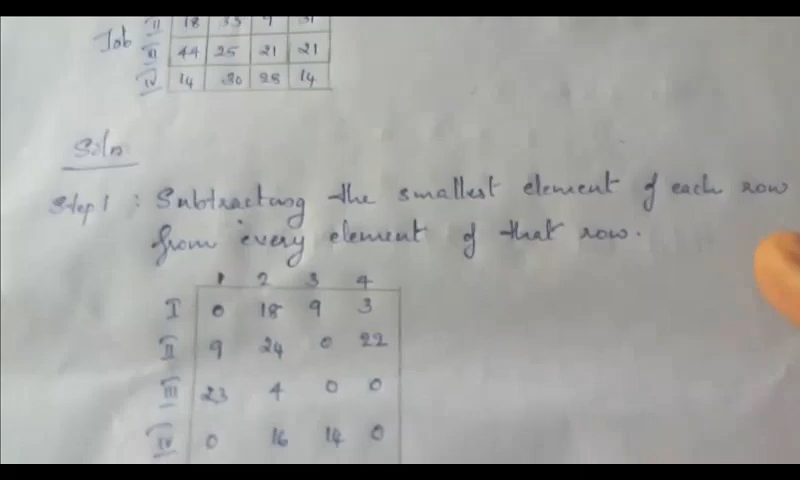 II 18 33 9 31
Job III 44 25 21 21
IV 14 30 28 14
Soln
Step 1 : Subtracting the smallest element of each row
from every element of that row.
1 2 3 4
I 0 18 9 3
II 9 24 0 22
III 23 4 0 0
IV 0 16 14 0